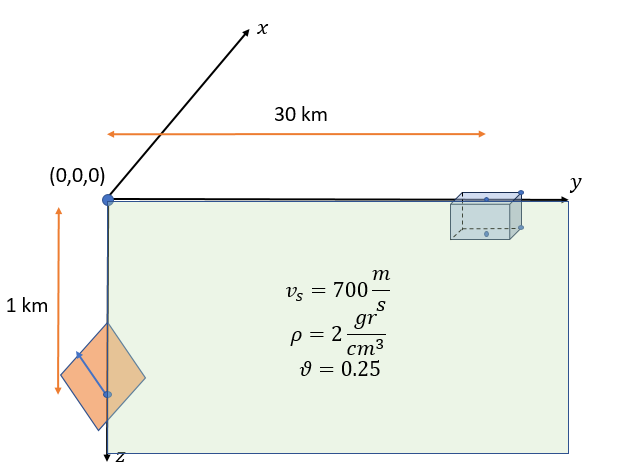 x
30 km
(0,0,0)
y
1 km
v_s = 700 m/s
ρ = 2 gr/cm³
ϑ = 0.25
z